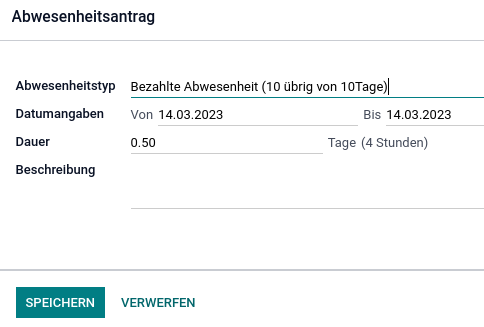 Abwesenheitsantrag
Abwesenheitstyp Bezahlte Abwesenheit (10 übrig von 10Tage)
Datumangaben Von 14.03.2023 Bis 14.03.2023
Dauer 0.50 Tage (4 Stunden)
Beschreibung
SPEICHERN VERWERFEN